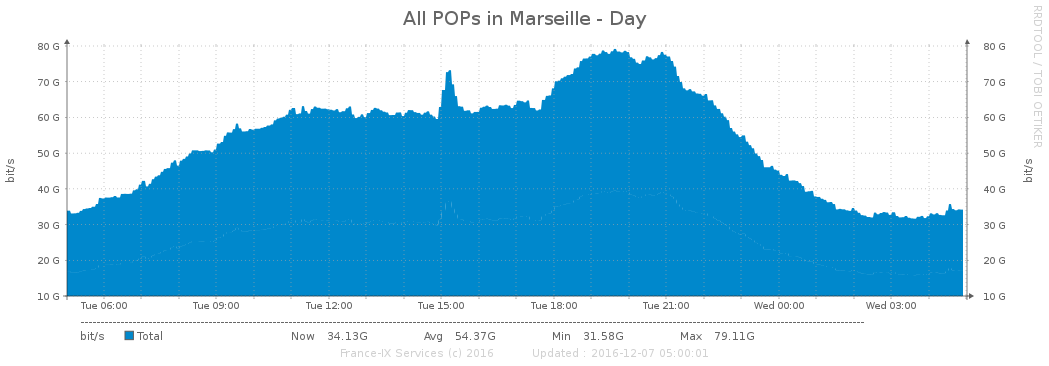 All POPs in Marseille - Day
RRDTOOL / TOBI OETIKER
80 G 80 G
70 G 70 G
60 G 60 G
50 G 50 G
40 G 40 G
30 G 30 G
20 G 20 G
10 G 10 G
bit/s bit/s
Tue 06:00 Tue 09:00 Tue 12:00 Tue 15:00 Tue 18:00 Tue 21:00 Wed 00:00 Wed 03:00
bit/s Total Now 34.13G Avg 54.37G Min 31.58G Max 79.11G
France-IX Services (c) 2016 Updated : 2016-12-07 05:00:01